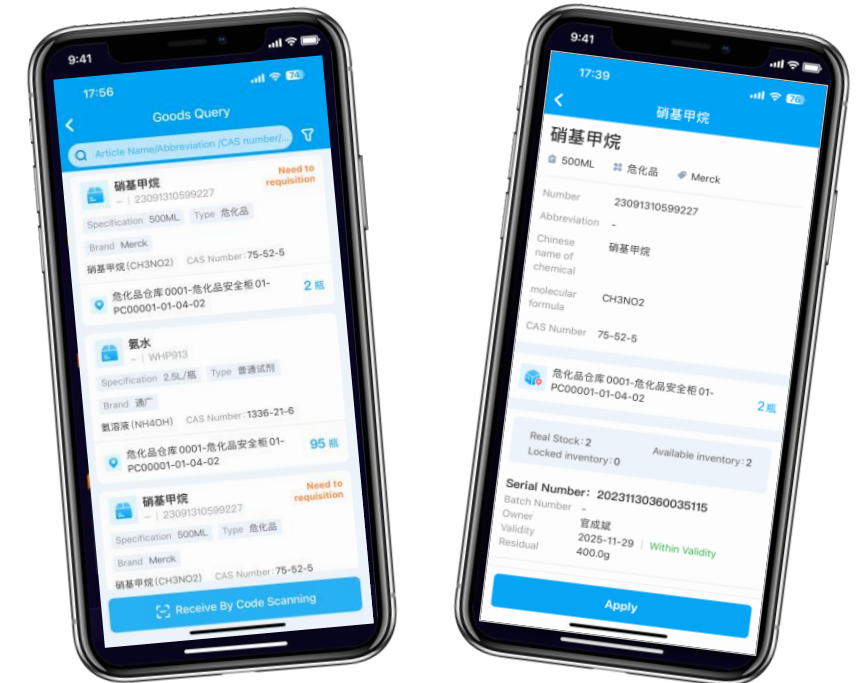 9:41
17:56
74
Goods Query
Article Name/Abbreviation /CAS number/...
硝基甲烷
Need to
requisition
– | 23091310599227
Specification 500ML Type 危化品
Brand Merck
硝基甲烷(CH3NO2) CAS Number:75-52-5
危化品仓库0001-危化品安全柜01-
PC00001-01-04-02
2 瓶
氨水
– | WHP913
Specification 2.5L/瓶 Type 普通试剂
Brand 通广
氨溶液(NH4OH) CAS Number:1336-21-6
危化品仓库0001-危化品安全柜01-
PC00001-01-04-02
95 瓶
硝基甲烷
Need to
requisition
– | 23091310599227
Specification 500ML Type 危化品
Brand Merck
硝基甲烷(CH3NO2) CAS Number:75-52-5
Receive By Code Scanning
9:41
17:39
76
硝基甲烷
硝基甲烷
500ML 危化品 Merck
Number 23091310599227
Abbreviation -
Chinese
name of
chemical
硝基甲烷
molecular
formula
CH3NO2
CAS Number 75-52-5
危化品仓库0001-危化品安全柜01-
PC00001-01-04-02
2瓶
Real Stock:2 Available inventory:2
Locked inventory:0
Serial Number: 20231130360035115
Batch Number -
Owner 官成斌
Validity 2025-11-29 | Within Validity
Residual 400.0g
Apply